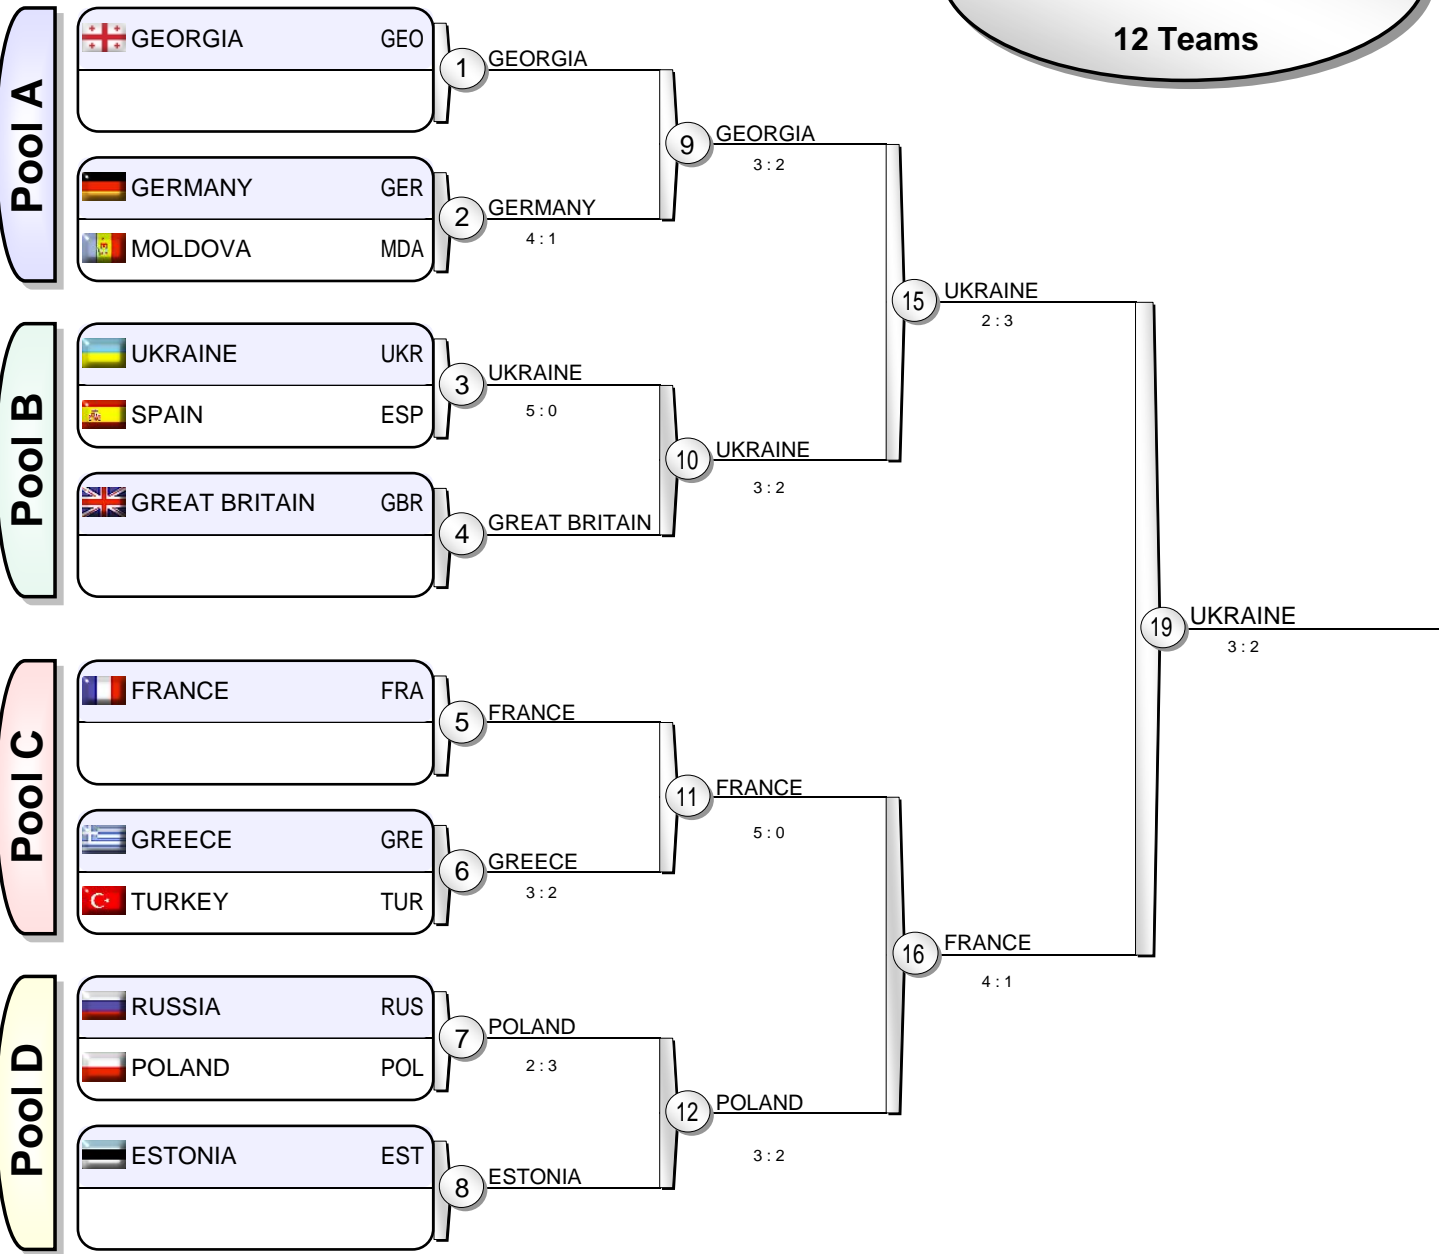 12 Teams
Pool A
GEORGIA GEO
GERMANY GER
MOLDOVA MDA
Pool B
UKRAINE UKR
SPAIN ESP
GREAT BRITAIN GBR
Pool C
FRANCE FRA
GREECE GRE
TURKEY TUR
Pool D
RUSSIA RUS
POLAND POL
ESTONIA EST
1 GEORGIA
2 GERMANY
4 : 1
3 UKRAINE
5 : 0
4 GREAT BRITAIN
5 FRANCE
6 GREECE
3 : 2
7 POLAND
2 : 3
8 ESTONIA
9 GEORGIA
3 : 2
10 UKRAINE
3 : 2
11 FRANCE
5 : 0
12 POLAND
3 : 2
15 UKRAINE
2 : 3
16 FRANCE
4 : 1
19 UKRAINE
3 : 2